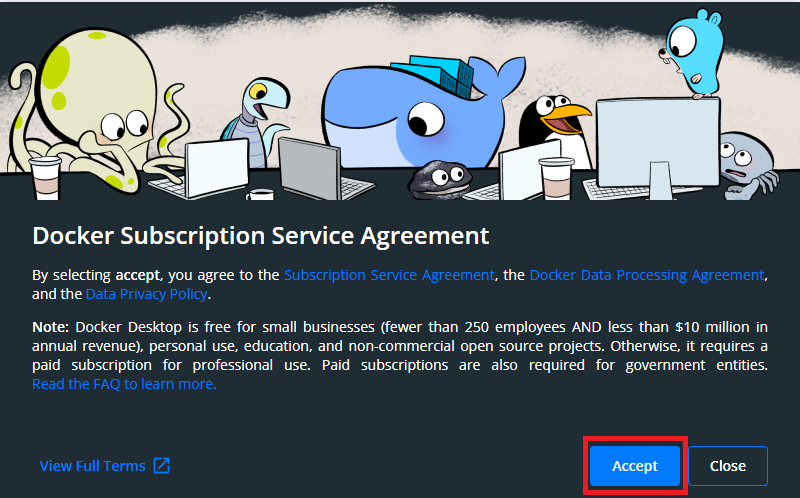 Docker Subscription Service Agreement
By selecting accept, you agree to the Subscription Service Agreement, the Docker Data Processing Agreement,
and the Data Privacy Policy.
Note: Docker Desktop is free for small businesses (fewer than 250 employees AND less than $10 million in
annual revenue), personal use, education, and non-commercial open source projects. Otherwise, it requires a
paid subscription for professional use. Paid subscriptions are also required for government entities.
Read the FAQ to learn more.
View Full Terms
Accept
Close